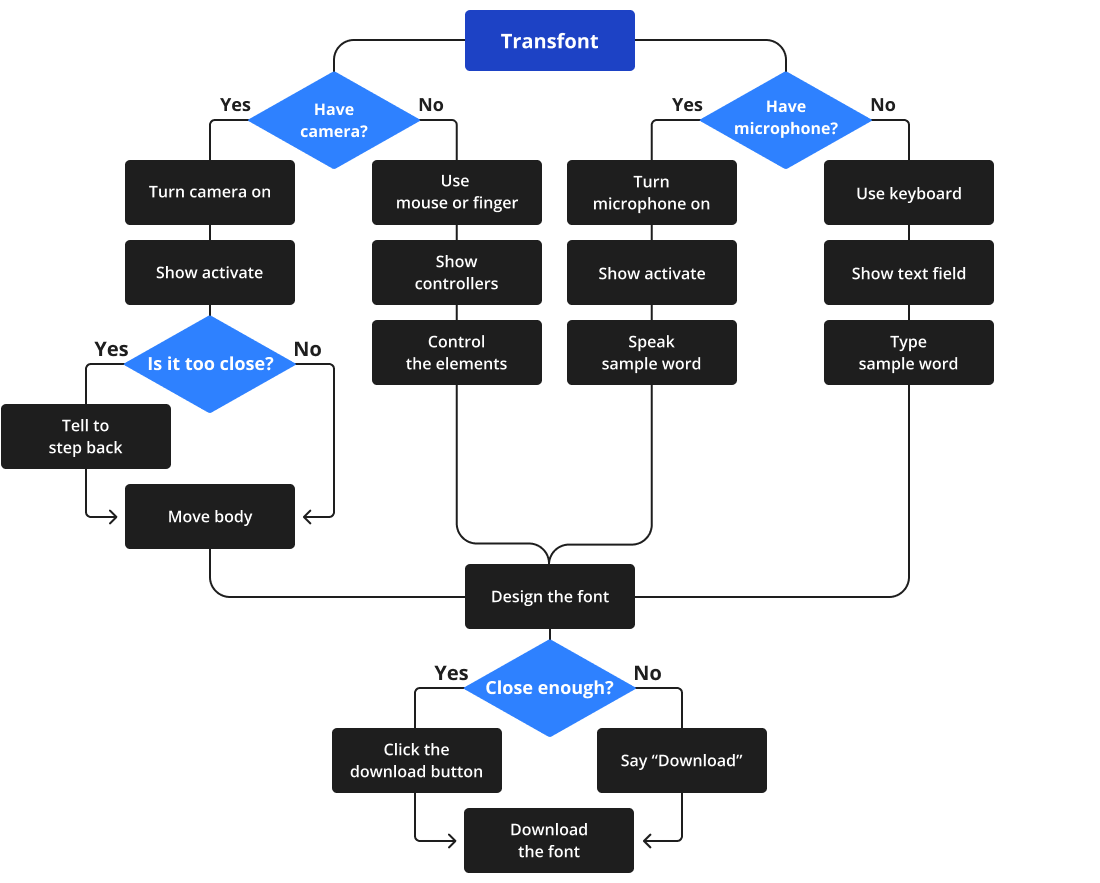 Transfont
Yes
Have
camera?
No
Yes
Have
microphone?
No
Turn camera on
Use
mouse or finger
Turn
microphone on
Use keyboard
Show activate
Show
controllers
Show activate
Show text field
Yes
Is it too close?
No
Control
the elements
Speak
sample word
Type
sample word
Tell to
step back
Move body
Design the font
Yes
Close enough?
No
Click the
download button
Say “Download”
Download
the font